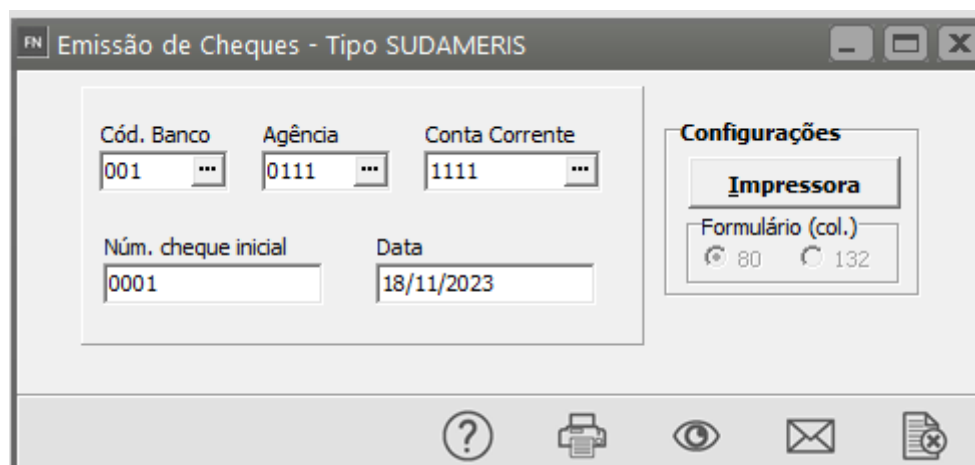 FN Emissão de Cheques - Tipo SUDAMERIS
Cód. Banco Agência Conta Corrente
001 ... 0111 ... 1111 ...
Núm. cheque inicial Data
0001 18/11/2023
Configurações
Impressora
Formulário (col.)
80 132